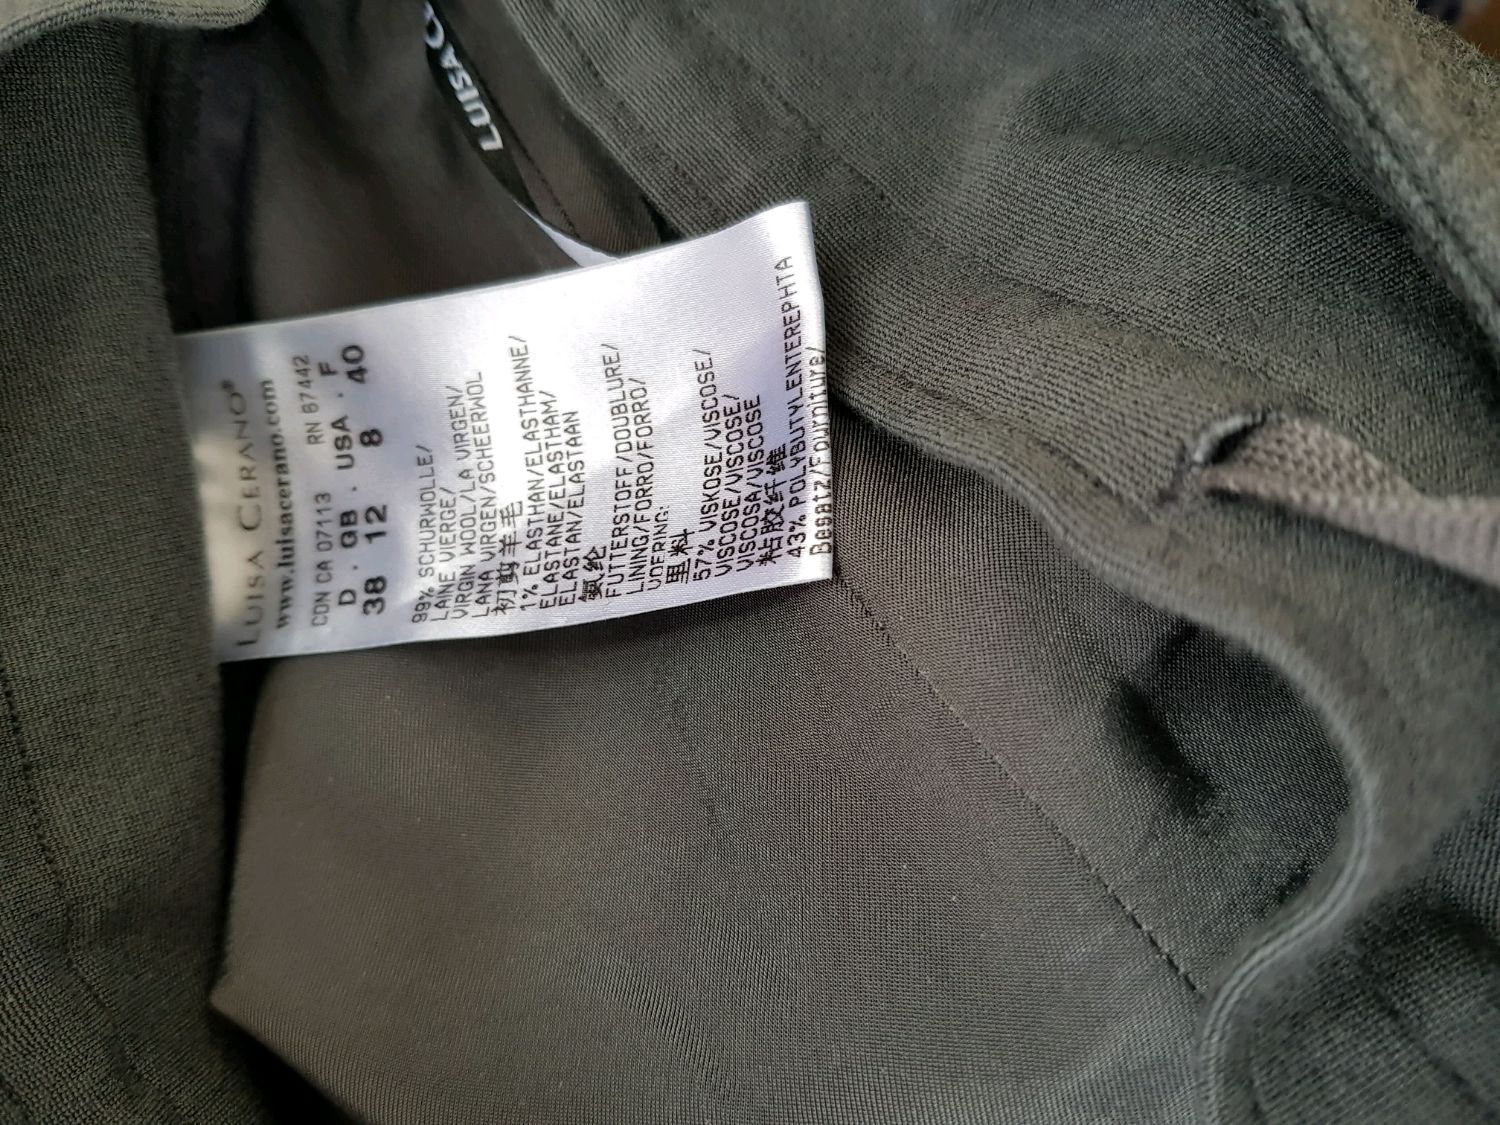 LUISA
LUISA CERANO®
www.luisacerano.com
CDN CA 07113 RN 67442
D . GB . USA . F
38 12 8 40
99% SCHURWOLLE/
LAINE VIERGE/
VIRGIN WOOL/LA VIRGEN/
LANA VIRGEN/SCHEERWOL
初剪羊毛
1% ELASTHAN/ELASTHANNE/
ELASTANE/ELASTHAM/
ELASTAN/ELASTAAN
氨纶
FUTTERSTOFF/DOUBLURE/
LINING/FORRO/FORRO/
VOERING:
里料
57% VISKOSE/VISCOSE/
VISCOSE/VISCOSE/
VISCOSA/VISCOSE
粘胶纤维
43% POLYBUTYLENTEREPHTA
Besatz/Fourniture/